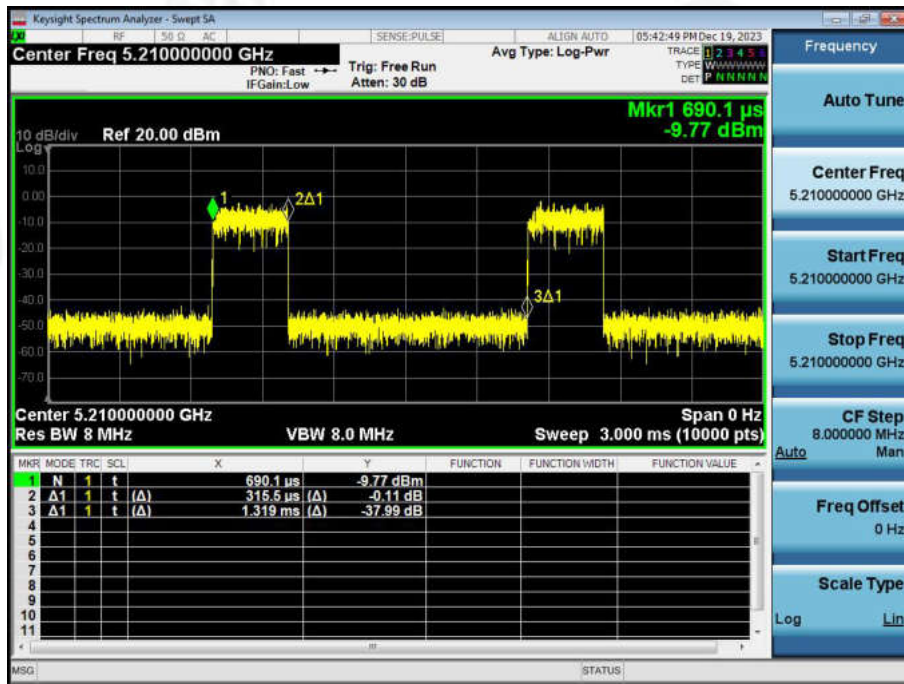 Keysight Spectrum Analyzer - Swept SA
RF 50 Ω AC SENSE:PULSE ALIGN AUTO 05:42:49 PM Dec 19, 2023
Center Freq 5.210000000 GHz
PNO: Fast
IFGain:Low
Trig: Free Run
Atten: 30 dB
Avg Type: Log-Pwr
TRACE 1 2 3 4 5 6
TYPE WWWWWW
DET P N N N N N
Mkr1 690.1 µs
-9.77 dBm
10 dB/div Ref 20.00 dBm
Log
10.0
0.00
-10.0
-20.0
-30.0
-40.0
-50.0
-60.0
-70.0
1
2Δ1
3Δ1
Center 5.210000000 GHz Span 0 Hz
Res BW 8 MHz VBW 8.0 MHz Sweep 3.000 ms (10000 pts)
MKR MODE TRC SCL X Y FUNCTION FUNCTION WIDTH FUNCTION VALUE
1 N 1 t 690.1 µs -9.77 dBm
2 Δ1 1 t (Δ) 315.5 µs (Δ) -0.11 dB
3 Δ1 1 t (Δ) 1.319 ms (Δ) -37.99 dB
4
5
6
7
8
9
10
11
MSG STATUS
Frequency
Auto Tune
Center Freq
5.210000000 GHz
Start Freq
5.210000000 GHz
Stop Freq
5.210000000 GHz
CF Step
8.000000 MHz
Auto Man
Freq Offset
0 Hz
Scale Type
Log Lin